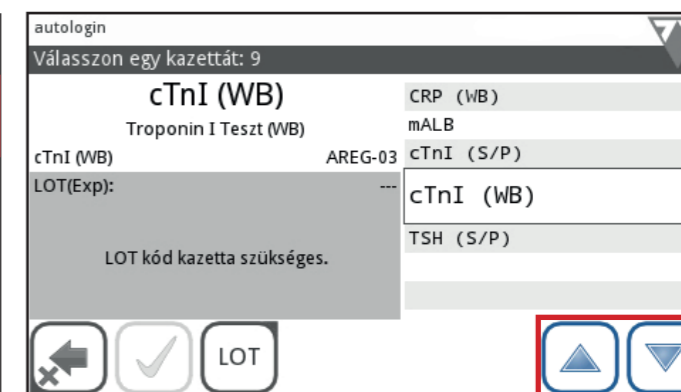 autologin
Válasszon egy kazettát: 9
cTnI (WB)
Troponin I Teszt (WB)
cTnI (WB) AREG-03
LOT(Exp): ---
LOT kód kazetta szükséges.
CRP (WB)
mALB
cTnI (S/P)
cTnI (WB)
TSH (S/P)
LOT